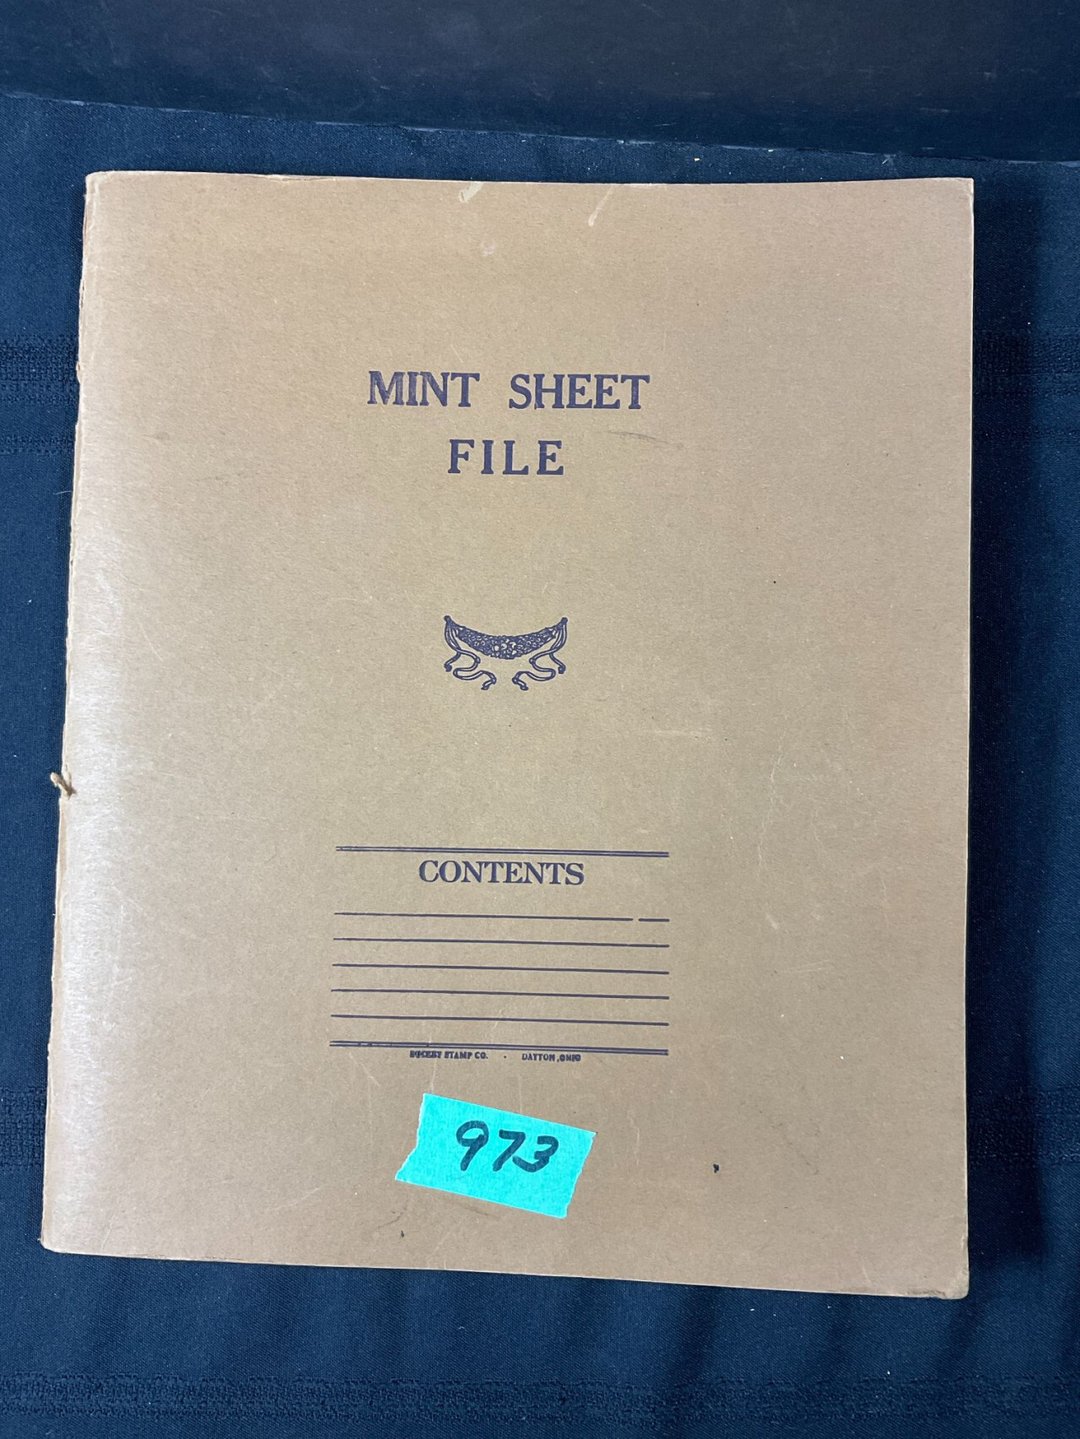 MINT SHEET
FILE
CONTENTS
STAMP CO. · DAYTON, OHIO
973